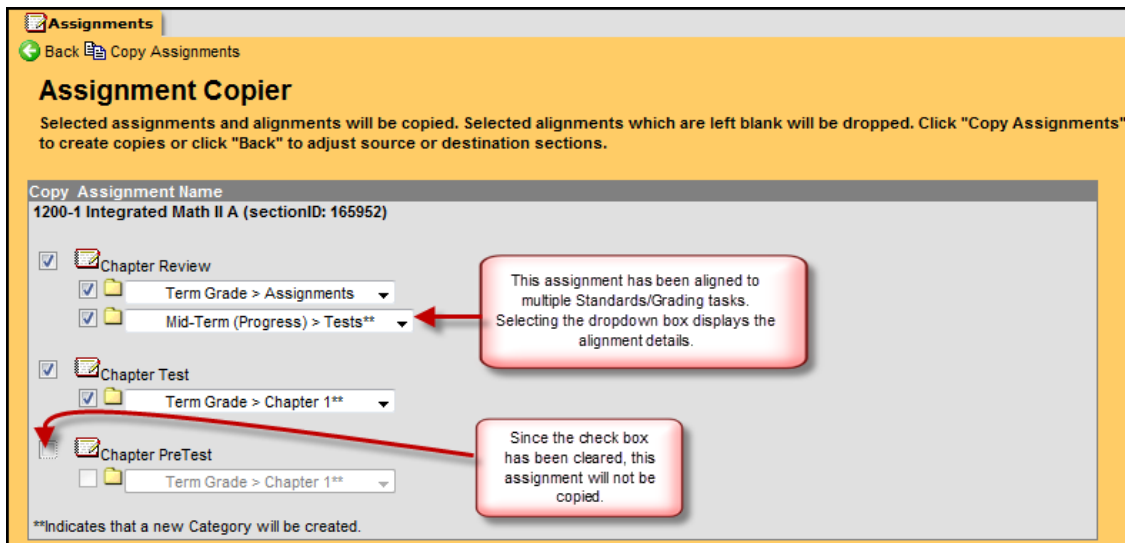 Assignments
Back Copy Assignments
Assignment Copier
Selected assignments and alignments will be copied. Selected alignments which are left blank will be dropped. Click "Copy Assignments"
to create copies or click "Back" to adjust source or destination sections.
Copy Assignment Name
1200-1 Integrated Math II A (sectionID: 165952)
Chapter Review
Term Grade > Assignments
Mid-Term (Progress) > Tests**
This assignment has been aligned to
multiple Standards/Grading tasks.
Selecting the dropdown box displays the
alignment details.
Chapter Test
Term Grade > Chapter 1**
Chapter PreTest
Term Grade > Chapter 1**
Since the check box
has been cleared, this
assignment will not be
copied.
**Indicates that a new Category will be created.